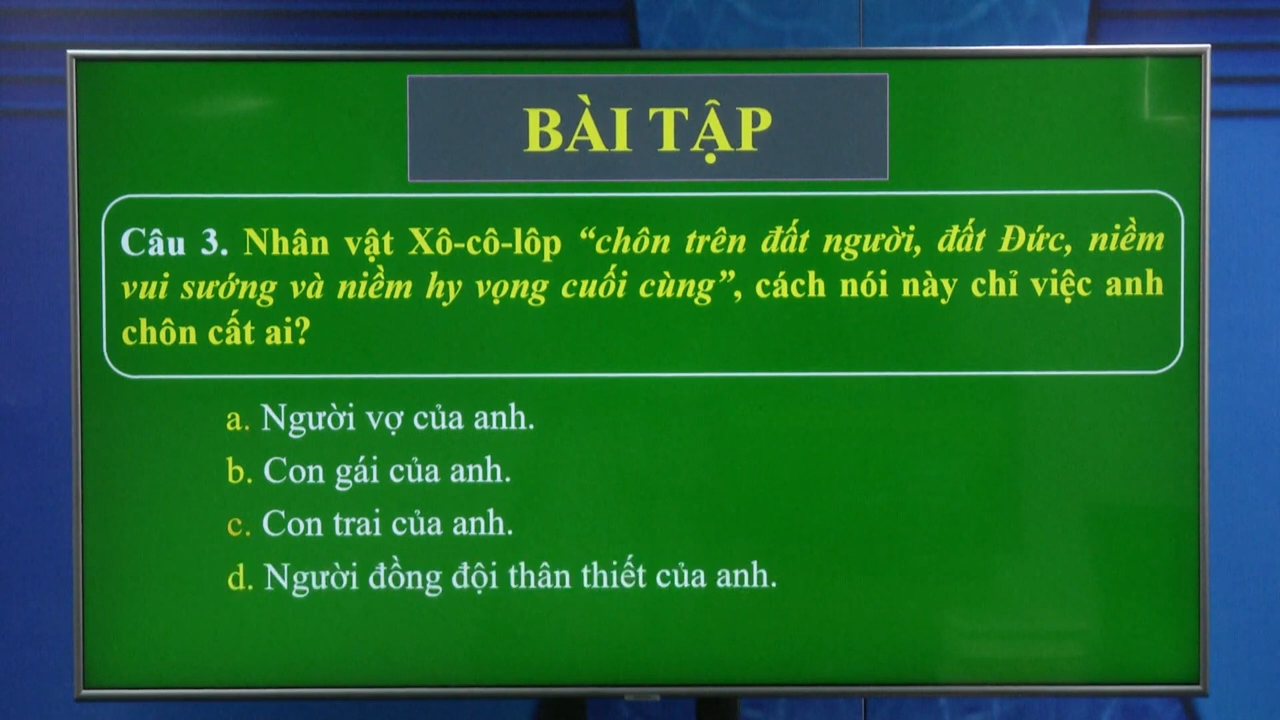 BÀI TẬP
Câu 3. Nhân vật Xô-cô-lôp “chôn trên đất người, đất Đức, niềm
vui sướng và niềm hy vọng cuối cùng”, cách nói này chỉ việc anh
chôn cất ai?
a. Người vợ của anh.
b. Con gái của anh.
c. Con trai của anh.
d. Người đồng đội thân thiết của anh.